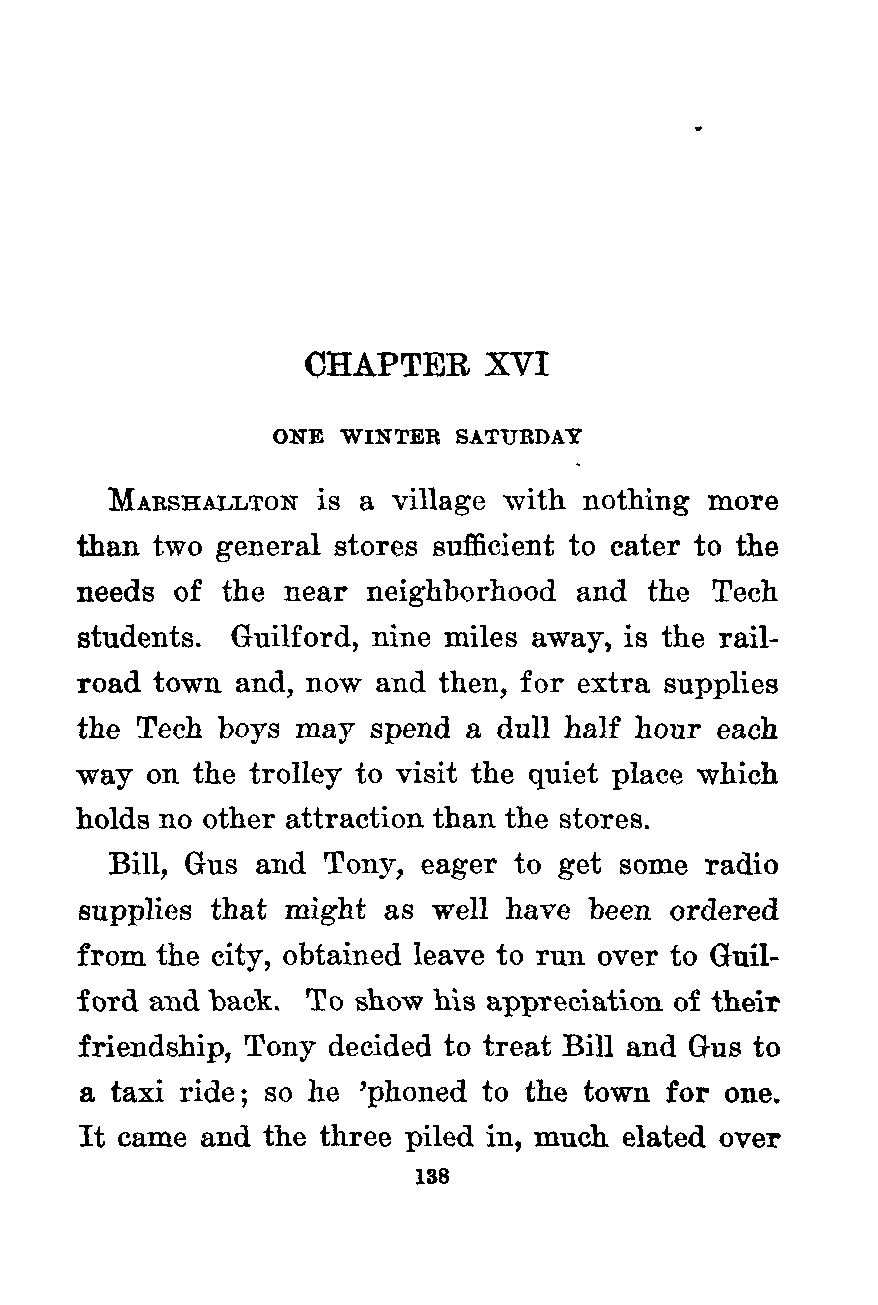 CHAPTER XVI
ONE WINTER SATURDAY
MARSHALLTON is a village with nothing more
than two general stores sufficient to cater to the
needs of the near neighborhood and the Tech
students. Guilford, nine miles away, is the rail-
road town and, now and then, for extra supplies
the Tech boys may spend a dull half hour each
way on the trolley to visit the quiet place which
holds no other attraction than the stores.
Bill, Gus and Tony, eager to get some radio
supplies that might as well have been ordered
from the city, obtained leave to run over to Guil-
ford and back. To show his appreciation of their
friendship, Tony decided to treat Bill and Gus to
a taxi ride; so he ’phoned to the town for one.
It came and the three piled in, much elated over
138